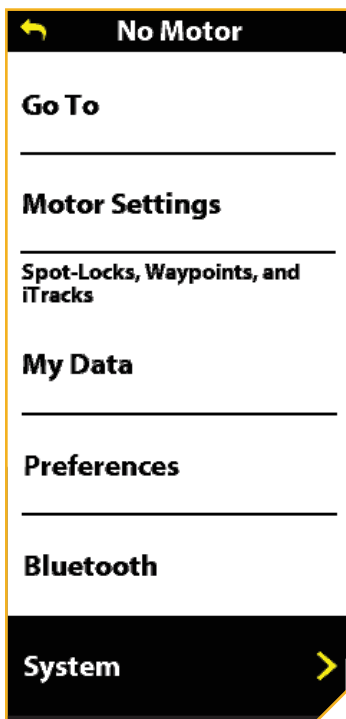 No Motor
Go To
Motor Settings
Spot-Locks, Waypoints, and
iTracks
My Data
Preferences
Bluetooth
System